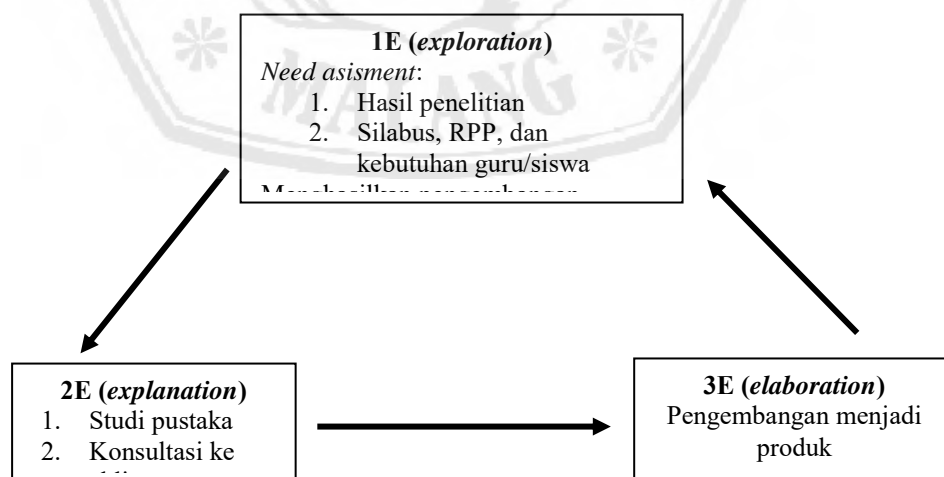 MALANG
1E (exploration)
Need asisment:
1. Hasil penelitian
2. Silabus, RPP, dan
kebutuhan guru/siswa
2E (explanation)
1. Studi pustaka
2. Konsultasi ke
3E (elaboration)
Pengembangan menjadi
produk